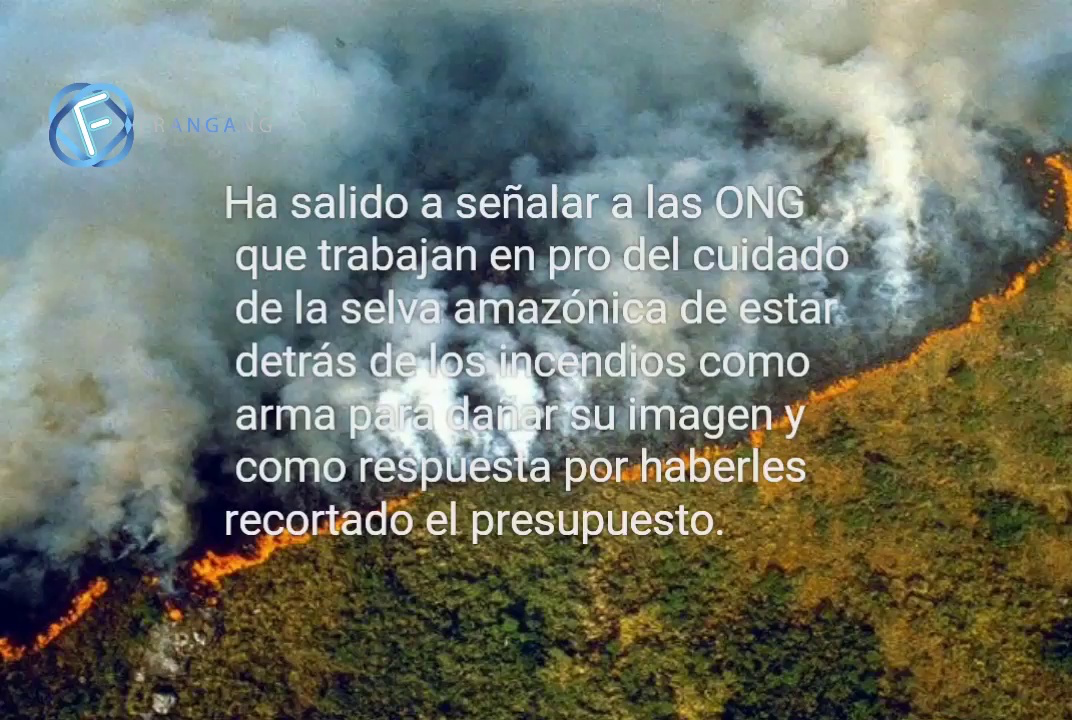 F
ERANGANG
Ha salido a señalar a las ONG
que trabajan en pro del cuidado
de la selva amazónica de estar
detrás de los incendios como
arma para dañar su imagen y
como respuesta por haberles
recortado el presupuesto.